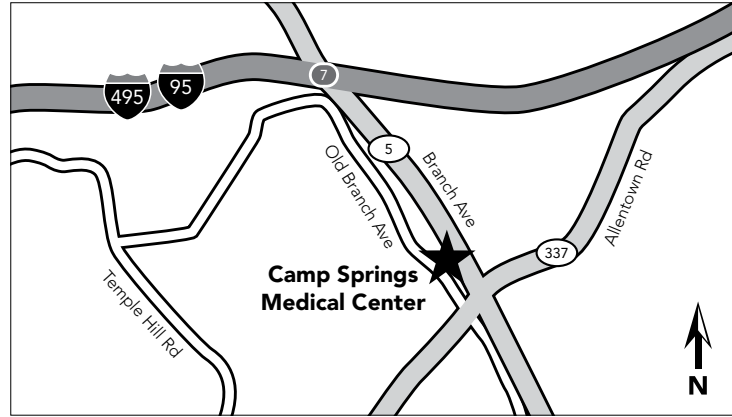 7
495
95
5
Branch Ave
Old Branch Ave
Allentown Rd
337
Camp Springs
Medical Center
Temple Hill Rd
N